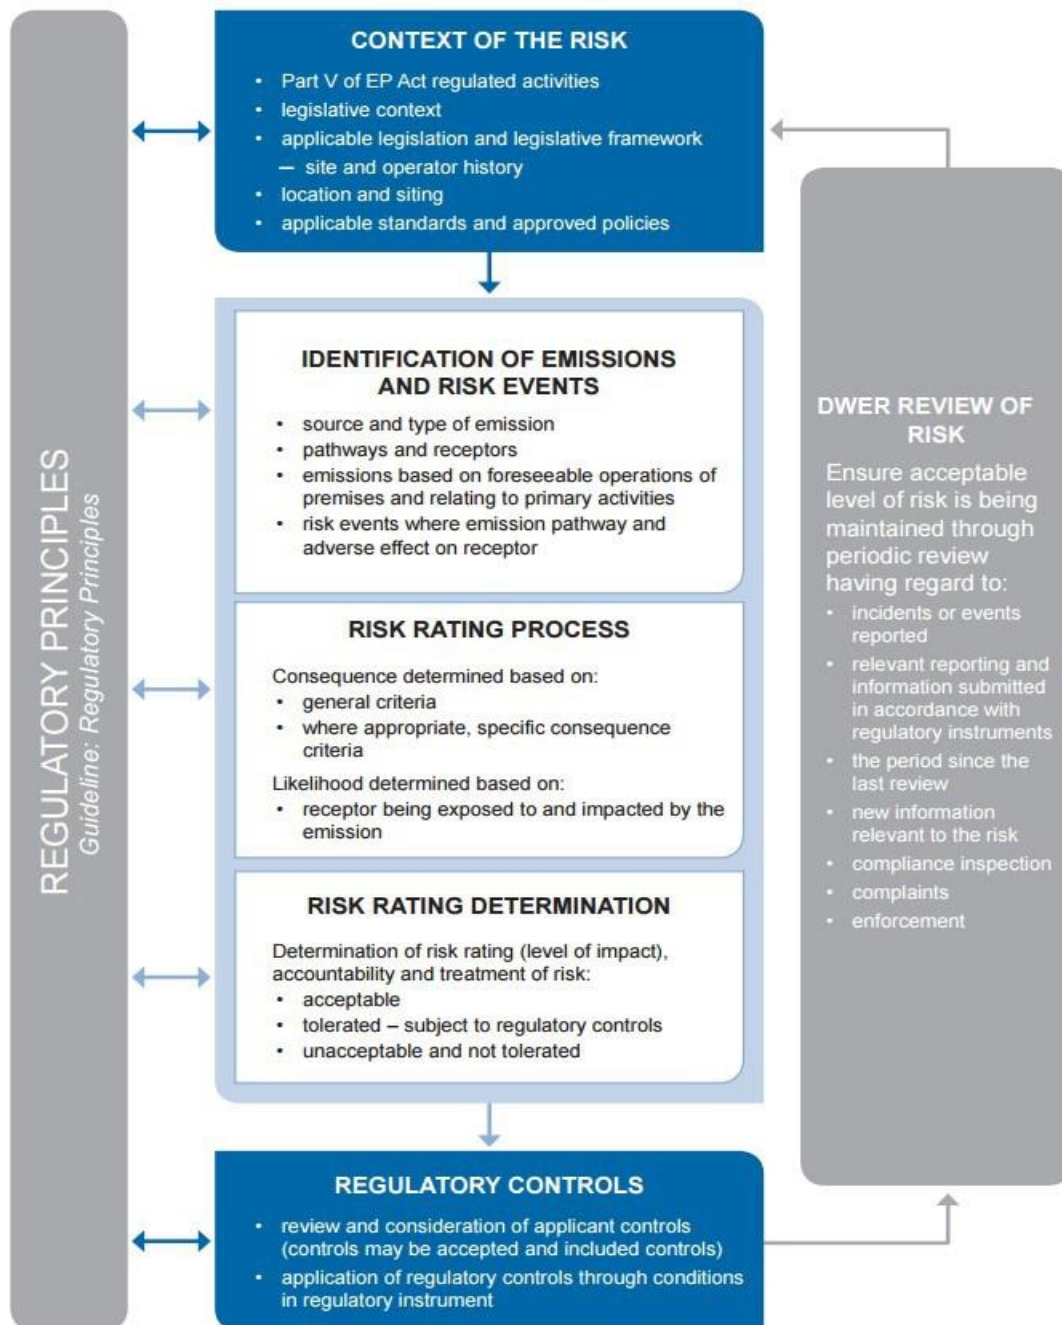 REGULATORY PRINCIPLES
Guideline: Regulatory Principles
CONTEXT OF THE RISK
• Part V of EP Act regulated activities
• legislative context
• applicable legislation and legislative framework
– site and operator history
• location and siting
• applicable standards and approved policies
IDENTIFICATION OF EMISSIONS
AND RISK EVENTS
• source and type of emission
• pathways and receptors
• emissions based on foreseeable operations of
premises and relating to primary activities
• risk events where emission pathway and
adverse effect on receptor
RISK RATING PROCESS
Consequence determined based on:
• general criteria
• where appropriate, specific consequence
criteria
Likelihood determined based on:
• receptor being exposed to and impacted by the
emission
RISK RATING DETERMINATION
Determination of risk rating (level of impact),
accountability and treatment of risk:
• acceptable
• tolerated – subject to regulatory controls
• unacceptable and not tolerated
REGULATORY CONTROLS
• review and consideration of applicant controls
(controls may be accepted and included controls)
• application of regulatory controls through conditions
in regulatory instrument
DWER REVIEW OF
RISK
Ensure acceptable
level of risk is being
maintained through
periodic review
having regard to:
• incidents or events
reported
• relevant reporting and
information submitted
in accordance with
regulatory instruments
• the period since the
last review
• new information
relevant to the risk
• compliance inspection
• complaints
• enforcement